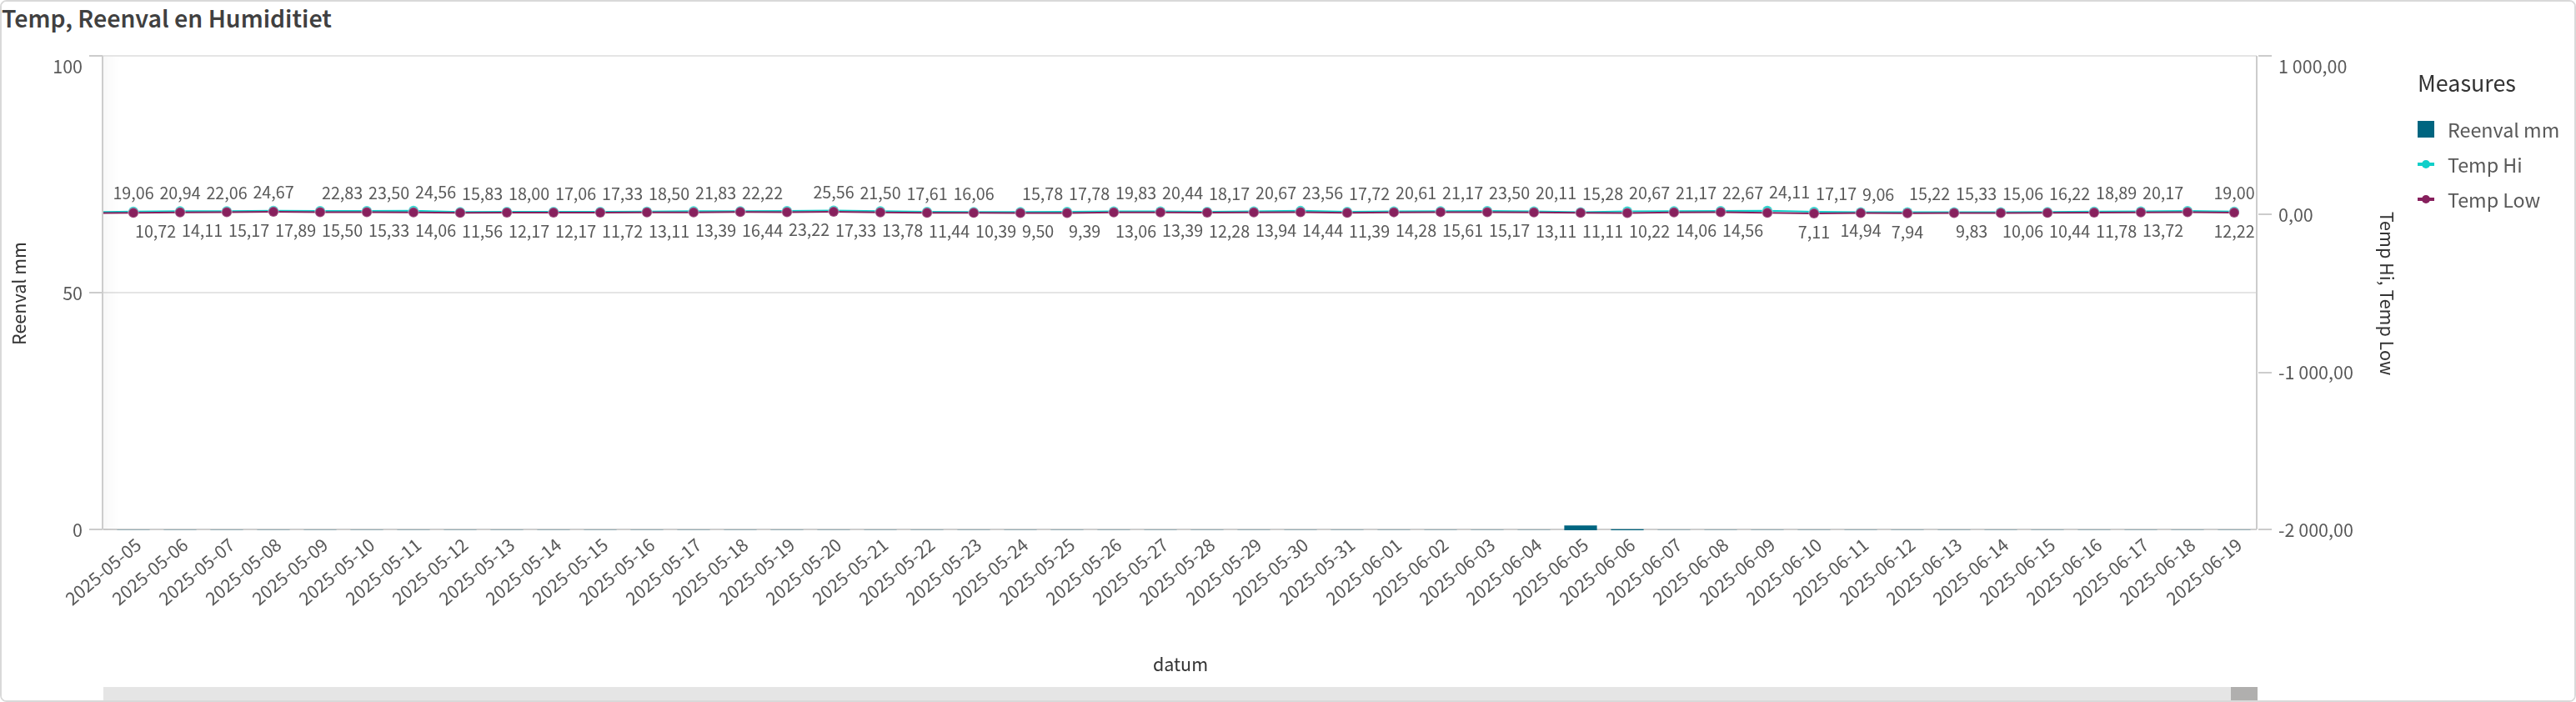 Temp, Reenval en Humiditiet
100
1 000,00
Measures
Reenval mm
Temp Hi
Temp Low
19,06 20,94 22,06 24,67 22,83 23,50 24,56 15,83 18,00 17,06 17,33 18,50 21,83 22,22 25,56 21,50 17,61 16,06 15,78 17,78 19,83 20,44 18,17 20,67 23,56 17,72 20,61 21,17 23,50 20,11 15,28 20,67 21,17 22,67 24,11 17,17 9,06 15,22 15,33 15,06 16,22 18,89 20,17 19,00
0,00
10,72 14,11 15,17 17,89 15,50 15,33 14,06 11,56 12,17 12,17 11,72 13,11 13,39 16,44 23,22 17,33 13,78 11,44 10,39 9,50 9,39 13,06 13,39 12,28 13,94 14,44 11,39 14,28 15,61 15,17 13,11 11,11 10,22 14,06 14,56 7,11 14,94 7,94 9,83 10,06 10,44 11,78 13,72 12,22
Reenval mm
50
Temp Hi, Temp Low
-1 000,00
0
-2 000,00
2025-05-05 2025-05-06 2025-05-07 2025-05-08 2025-05-09 2025-05-10 2025-05-11 2025-05-12 2025-05-13 2025-05-14 2025-05-15 2025-05-16 2025-05-17 2025-05-18 2025-05-19 2025-05-20 2025-05-21 2025-05-22 2025-05-23 2025-05-24 2025-05-25 2025-05-26 2025-05-27 2025-05-28 2025-05-29 2025-05-30 2025-05-31 2025-06-01 2025-06-02 2025-06-03 2025-06-04 2025-06-05 2025-06-06 2025-06-07 2025-06-08 2025-06-09 2025-06-10 2025-06-11 2025-06-12 2025-06-13 2025-06-14 2025-06-15 2025-06-16 2025-06-17 2025-06-18 2025-06-19
datum